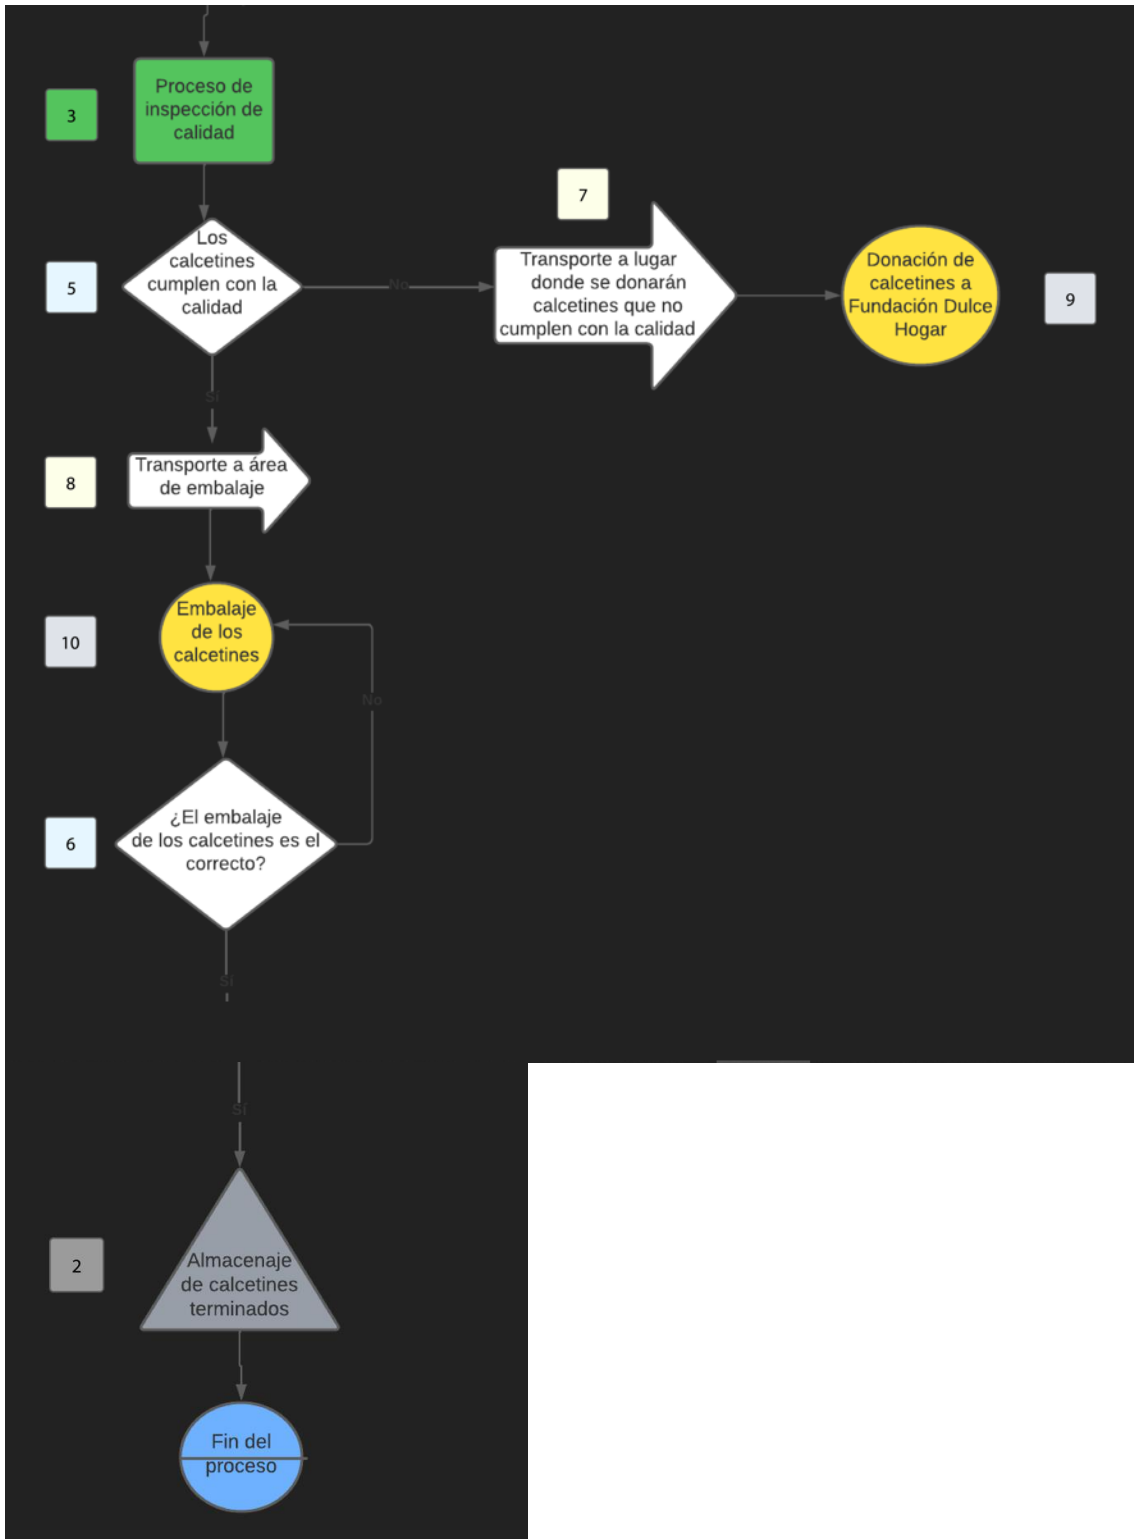 3
Proceso de
inspección de
calidad
5
Los
calcetines
cumplen con la
calidad
No
7
Transporte a lugar
donde se donarán
calcetines que no
cumplen con la calidad
Donación de
calcetines a
Fundación Dulce
Hogar
9
Sí
8
Transporte a área
de embalaje
10
Embalaje
de los
calcetines
No
6
¿El embalaje
de los calcetines es el
correcto?
Sí
Sí
2
Almacenaje
de calcetines
terminados
Fin del
proceso